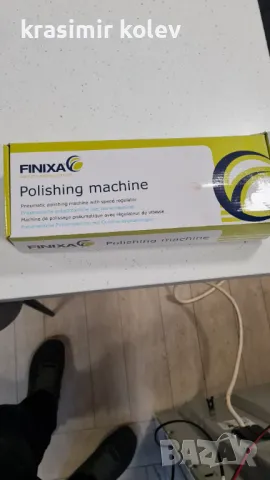 krasimir kolev
FINIXA
Polishing machine
Pneumatic polishing machine with speed regulator
Machine de polissage pneumatique avec régulateur de vitesse
FINIXA Polishing machine
BAZAR